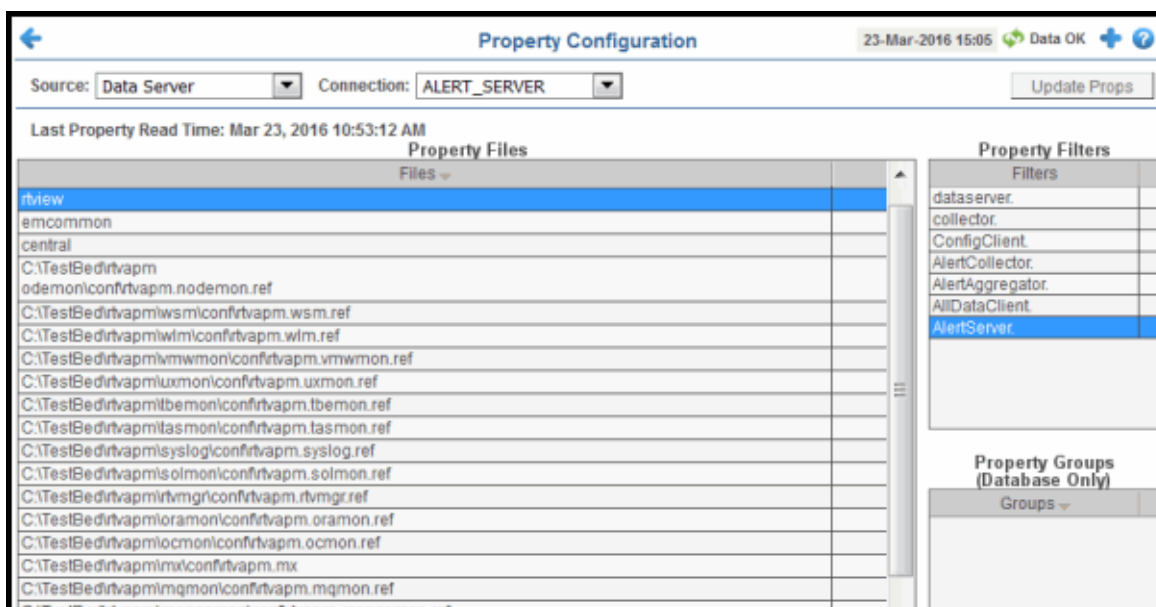 Property Configuration
23-Mar-2016 15:05 Data OK
Source: Data Server Connection: ALERT_SERVER Update Props
Last Property Read Time: Mar 23, 2016 10:53:12 AM
Property Files
Files
rtview
emcommon
central
C:\TestBed\rtvapm
odemon\conf\rtvapm.nodemon.ref
C:\TestBed\rtvapm\wsm\conf\rtvapm.wsm.ref
C:\TestBed\rtvapm\wlm\conf\rtvapm.wlm.ref
C:\TestBed\rtvapm\vmwmon\conf\rtvapm.vmwmon.ref
C:\TestBed\rtvapm\uxmon\conf\rtvapm.uxmon.ref
C:\TestBed\rtvapm\tbemon\conf\rtvapm.tbemon.ref
C:\TestBed\rtvapm\tasmon\conf\rtvapm.tasmon.ref
C:\TestBed\rtvapm\syslog\conf\rtvapm.syslog.ref
C:\TestBed\rtvapm\solmon\conf\rtvapm.solmon.ref
C:\TestBed\rtvapm\rtvmgr\conf\rtvapm.rtvmgr.ref
C:\TestBed\rtvapm\oramon\conf\rtvapm.oramon.ref
C:\TestBed\rtvapm\ocmon\conf\rtvapm.ocmon.ref
C:\TestBed\rtvapm\mx\conf\rtvapm.mx
C:\TestBed\rtvapm\mqmon\conf\rtvapm.mqmon.ref
Property Filters
Filters
dataserver.
collector.
ConfigClient.
AlertCollector.
AlertAggregator.
AllDataClient.
AlertServer.
Property Groups
(Database Only)
Groups